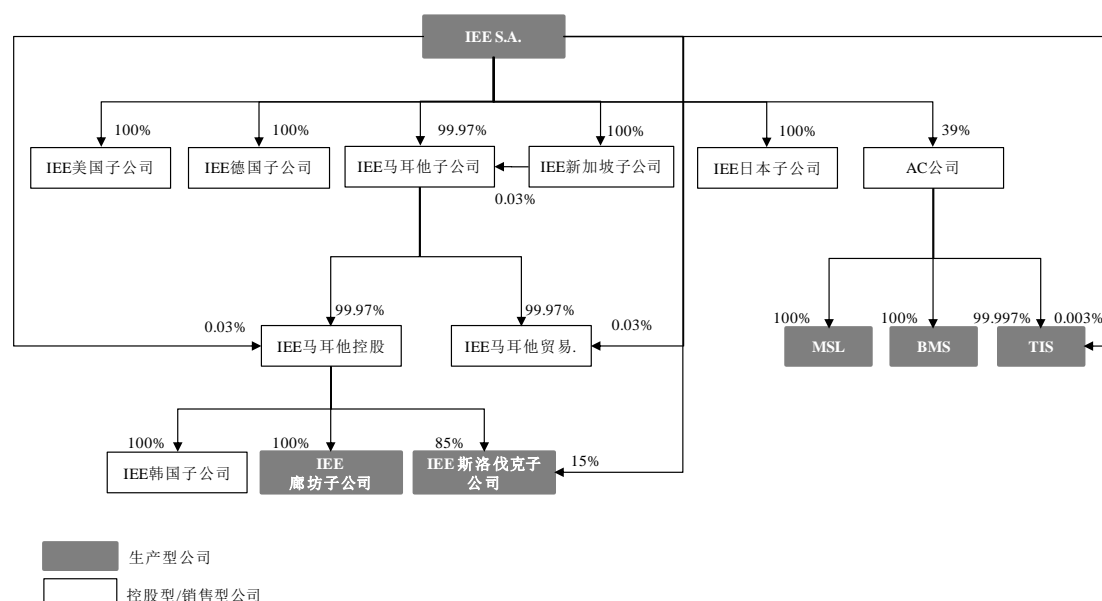 IEE S.A.
100%
100%
99.97%
100%
100%
39%
IEE美国子公司
IEE德国子公司
IEE马耳他子公司
IEE新加坡子公司
IEE日本子公司
AC公司
0.03%
0.03%
99.97%
99.97%
0.03%
100%
100%
99.997%
0.003%
IEE马耳他控股
IEE马耳他贸易.
MSL
BMS
TIS
100%
100%
85%
15%
IEE韩国子公司
IEE
廊坊子公司
IEE斯洛伐克子
公司
生产型公司
控股型/销售型公司